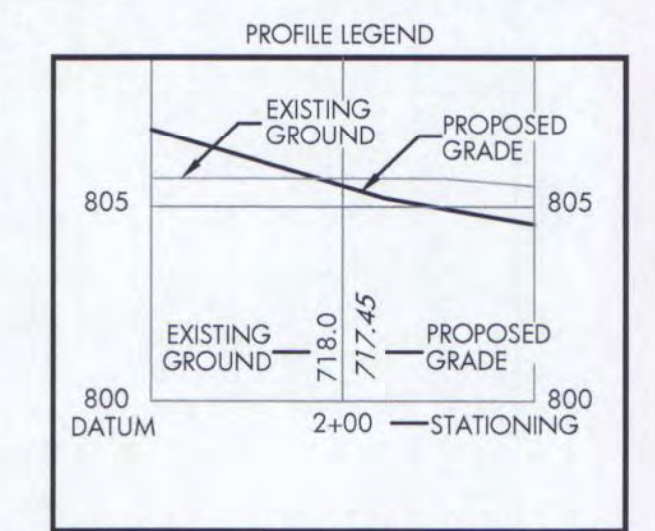 PROFILE LEGEND
EXISTING
GROUND
PROPOSED
GRADE
805
805
EXISTING
GROUND
718.0
717.45
PROPOSED
GRADE
800
800
DATUM
2+00
STATIONING